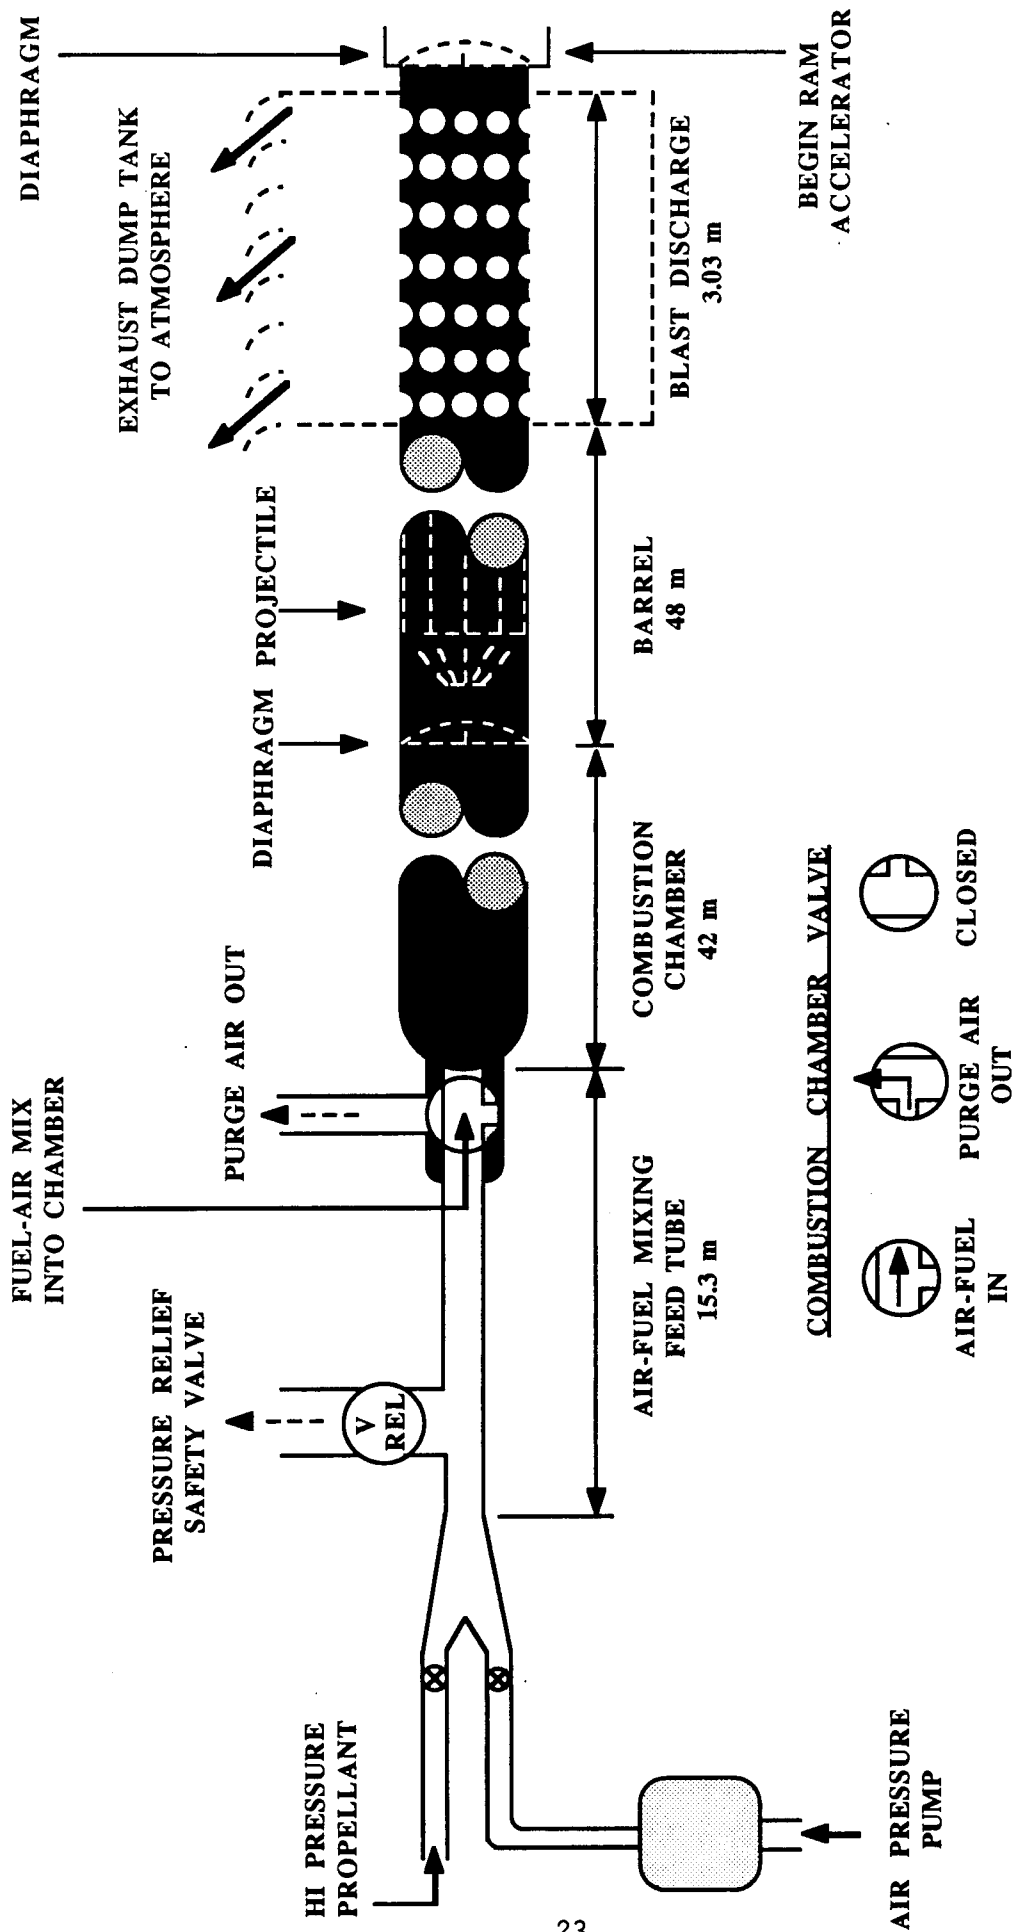 HI PRESSURE
PROPELLANT
AIR PRESSURE
PUMP
PRESSURE RELIEF
SAFETY VALVE
V
REL
FUEL-AIR MIX
INTO CHAMBER
PURGE AIR OUT
DIAPHRAGM PROJECTILE
EXHAUST DUMP TANK
TO ATMOSPHERE
DIAPHRAGM
AIR-FUEL MIXING
FEED TUBE
15.3 m
COMBUSTION
CHAMBER
42 m
BARREL
48 m
BLAST DISCHARGE
3.03 m
BEGIN RAM
ACCELERATOR
COMBUSTION CHAMBER VALVE
AIR-FUEL
IN
PURGE AIR
OUT
CLOSED
23